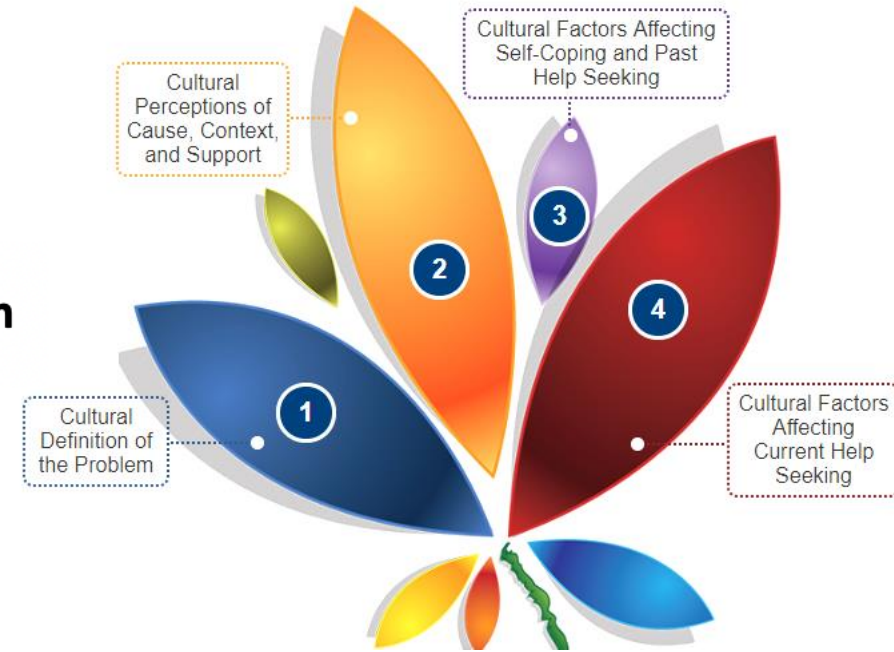 Cultural Factors Affecting
Self-Coping and Past
Help Seeking
Cultural
Perceptions of
Cause, Context,
and Support
3
2
4
1
Cultural
Definition of
the Problem
Cultural Factors
Affecting
Current Help
Seeking